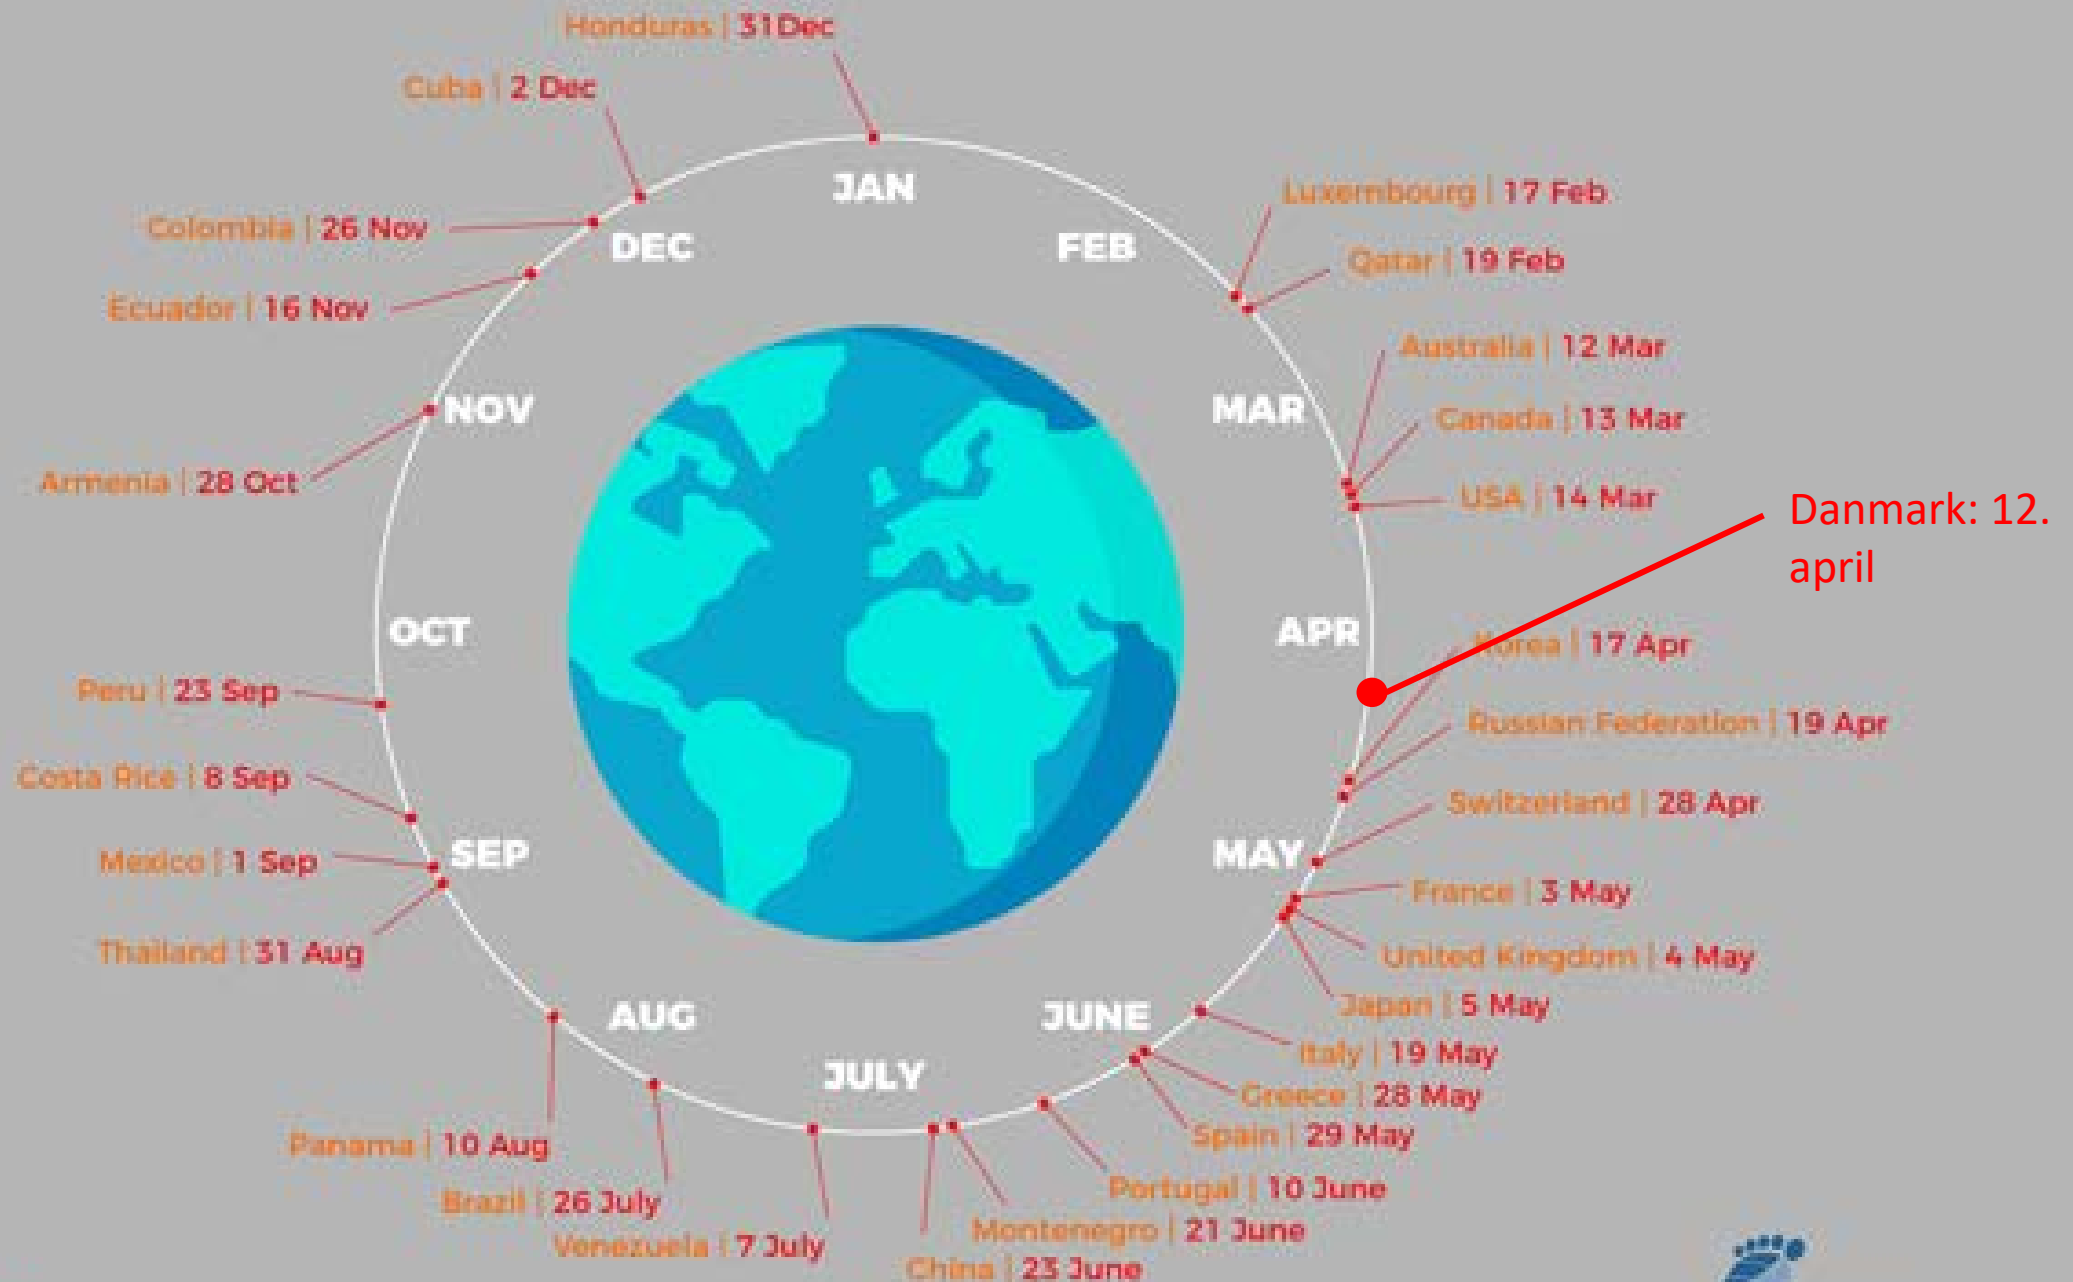 Honduras | 31Dec
Cuba | 2 Dec
JAN
Luxembourg | 17 Feb
Colombia | 26 Nov
DEC
FEB
Qatar | 19 Feb
Ecuador | 16 Nov
Australia | 12 Mar
NOV
MAR
Canada | 13 Mar
Armenia | 28 Oct
USA | 14 Mar
Danmark: 12.
april
OCT
APR
Korea | 17 Apr
Peru | 23 Sep
Russian Federation | 19 Apr
Costa Rice | 8 Sep
Switzerland | 28 Apr
Mexico | 1 Sep
SEP
MAY
France | 3 May
Thailand | 31 Aug
United Kingdom | 4 May
Japan | 5 May
AUG
JUNE
Italy | 19 May
JULY
Greece | 28 May
Panama | 10 Aug
Spain | 29 May
Brazil | 26 July
Portugal | 10 June
Venezuela | 7 July
Montenegro | 21 June
China | 23 June